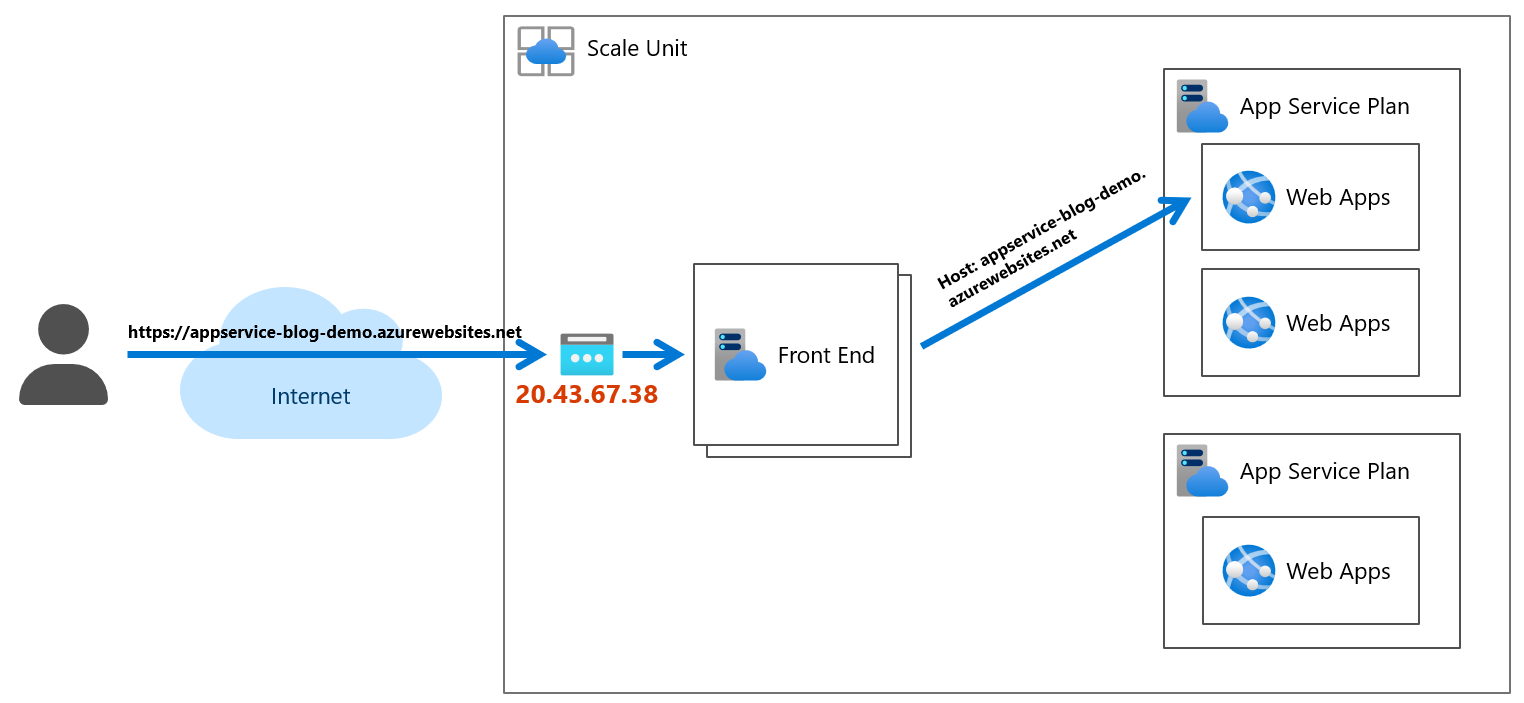 Scale Unit
App Service Plan
Web Apps
Host: appservice-blog-demo.
azurewebsites.net
Web Apps
https://appservice-blog-demo.azurewebsites.net
Internet
20.43.67.38
Front End
App Service Plan
Web Apps